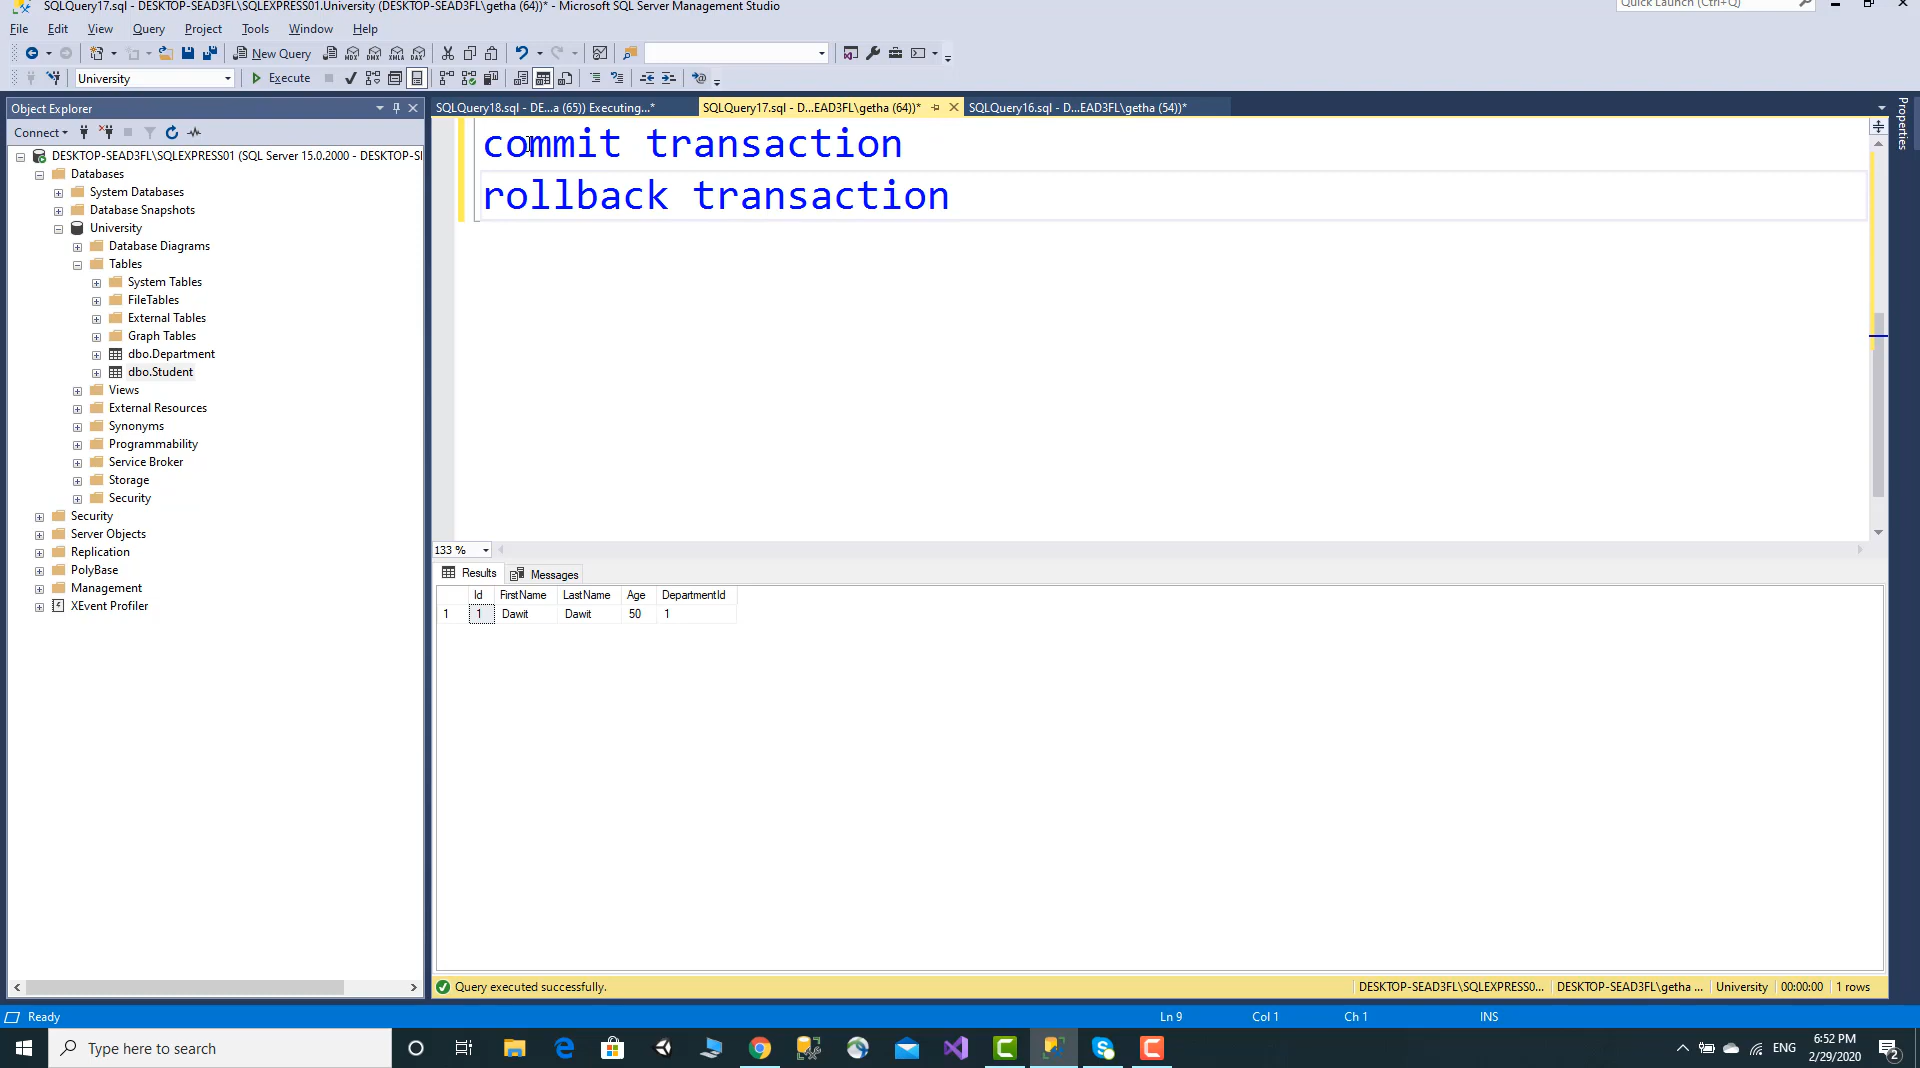 SQLQuery17.sql - DESKTOP-SEAD3FL\SQLEXPRESS01.University (DESKTOP-SEAD3FL\getha (64))* - Microsoft SQL Server Management Studio
Quick Launch (Ctrl+Q)
File Edit View Query Project Tools Window Help
New Query
University
Execute
Object Explorer
SQLQuery18.sql - DE...a (65)) Executing...*
SQLQuery17.sql - D...EAD3FL\getha (64))*
SQLQuery16.sql - D...EAD3FL\getha (54))*
Properties
Connect
DESKTOP-SEAD3FL\SQLEXPRESS01 (SQL Server 15.0.2000 - DESKTOP-SI
Databases
System Databases
Database Snapshots
University
Database Diagrams
Tables
System Tables
FileTables
External Tables
Graph Tables
dbo.Department
dbo.Student
Views
External Resources
Synonyms
Programmability
Service Broker
Storage
Security
Security
Server Objects
Replication
PolyBase
Management
XEvent Profiler
commit transaction
rollback transaction
133 %
Results Messages
Id FirstName LastName Age DepartmentId
1 1 Dawit Dawit 50 1
Query executed successfully.
DESKTOP-SEAD3FL\SQLEXPRESS0... DESKTOP-SEAD3FL\getha ... University 00:00:00 1 rows
Ready
Ln 9 Col 1 Ch 1 INS
Type here to search
ENG
6:52 PM
2/29/2020
2